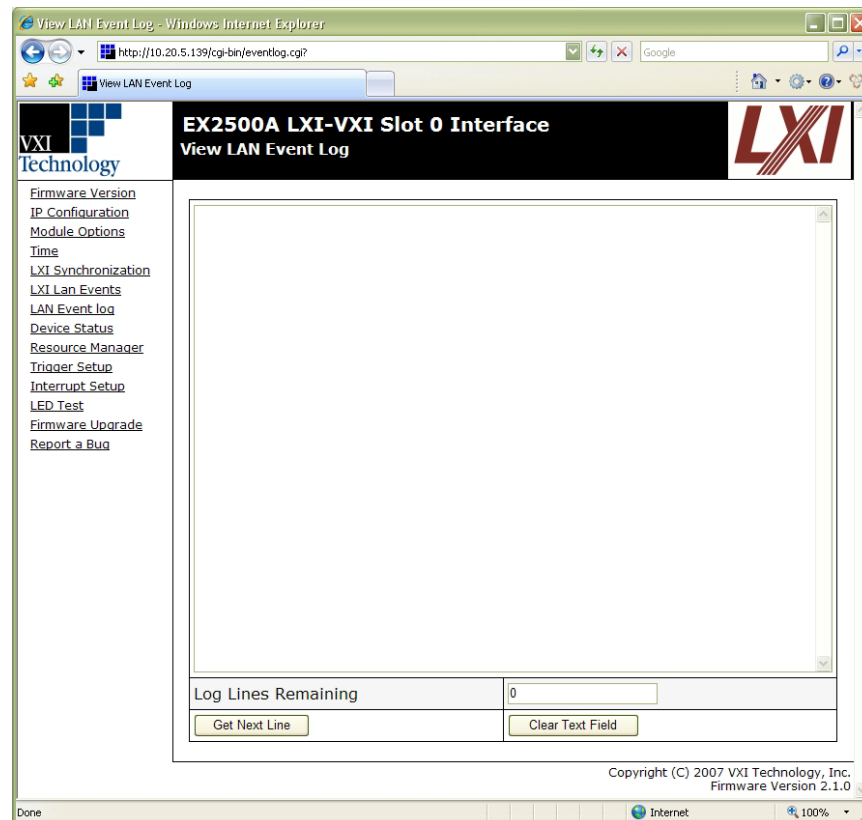 View LAN Event Log - Windows Internet Explorer
http://10.20.5.139/cgi-bin/eventlog.cgi?
Google
View LAN Event Log
VXI
Technology
EX2500A LXI-VXI Slot 0 Interface
View LAN Event Log
LXI
Firmware Version
IP Configuration
Module Options
Time
LXI Synchronization
LXI Lan Events
LAN Event log
Device Status
Resource Manager
Trigger Setup
Interrupt Setup
LED Test
Firmware Upgrade
Report a Bug
Log Lines Remaining
0
Get Next Line
Clear Text Field
Copyright (C) 2007 VXI Technology, Inc.
Firmware Version 2.1.0
Done
Internet
100%